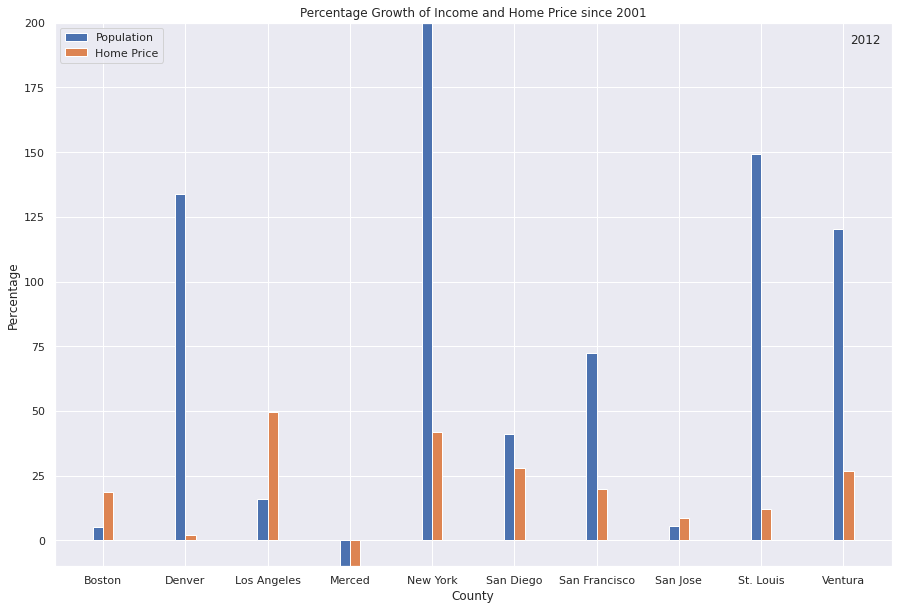 Percentage Growth of Income and Home Price since 2001
Population
Home Price
2012
200
175
150
125
100
75
50
25
0
Percentage
Boston Denver Los Angeles Merced New York San Diego San Francisco San Jose St. Louis Ventura
County